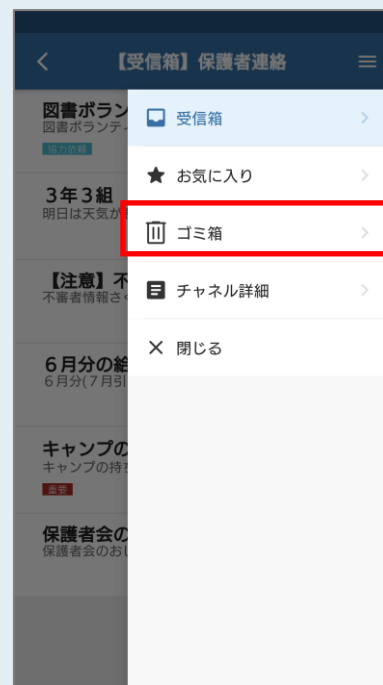 【受信箱】保護者連絡
図書ボラン
図書ボランティ
協力依頼
3年3組
明日は天気が
【注意】不
不審者情報さく
6月分の給
6月分(7月引
キャンプの
キャンプの持ち
重要
保護者会の
保護者会のおし
受信箱
お気に入り
ゴミ箱
チャネル詳細
閉じる